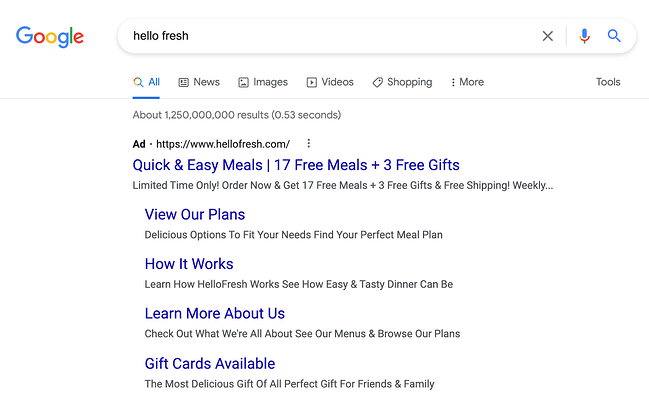 Google
hello fresh
All News Images Videos Shopping More Tools
About 1,250,000,000 results (0.53 seconds)
Ad · https://www.hellofresh.com/
Quick & Easy Meals | 17 Free Meals + 3 Free Gifts
Limited Time Only! Order Now & Get 17 Free Meals + 3 Free Gifts & Free Shipping! Weekly...
View Our Plans
Delicious Options To Fit Your Needs Find Your Perfect Meal Plan
How It Works
Learn How HelloFresh Works See How Easy & Tasty Dinner Can Be
Learn More About Us
Check Out What We're All About See Our Menus & Browse Our Plans
Gift Cards Available
The Most Delicious Gift Of All Perfect Gift For Friends & Family